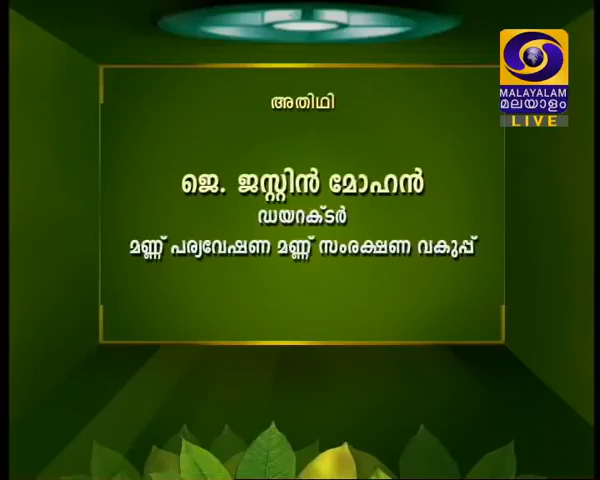 അതിഥി
ജെ. ജസ്റ്റിൻ മോഹൻ
ഡയറക്ടർ
മണ്ണ് പര്യവേഷണ മണ്ണ് സംരക്ഷണ വകുപ്പ്
MALAYALAM
മലയാളം
LIVE